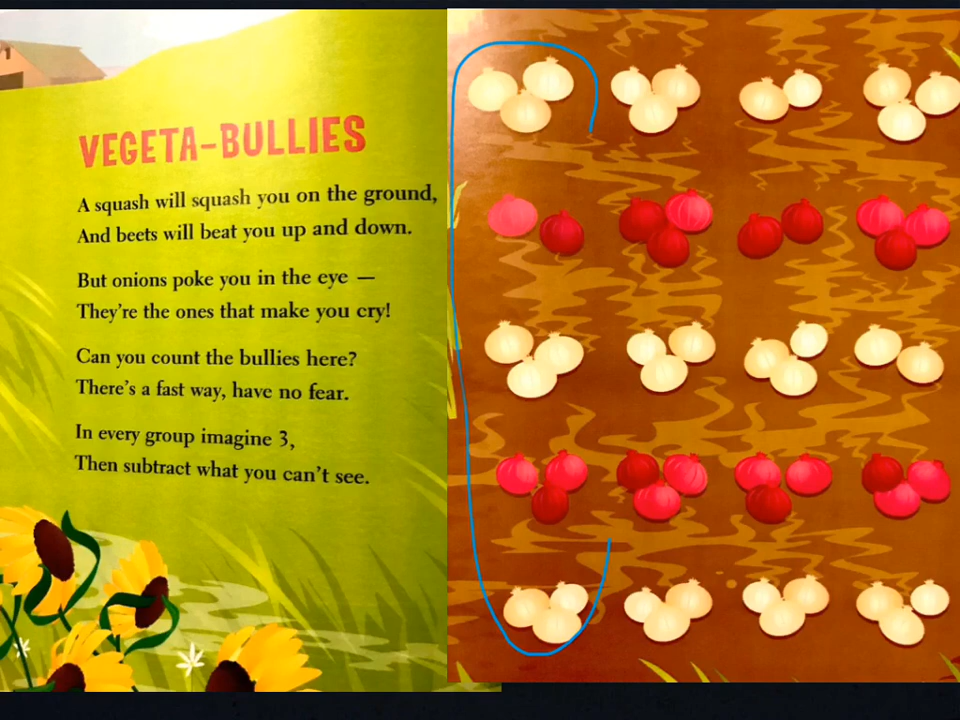 VEGETA-BULLIES
A squash will squash you on the ground,
And beets will beat you up and down.
But onions poke you in the eye —
They're the ones that make you cry!
Can you count the bullies here?
There's a fast way, have no fear.
In every group imagine 3,
Then subtract what you can't see.